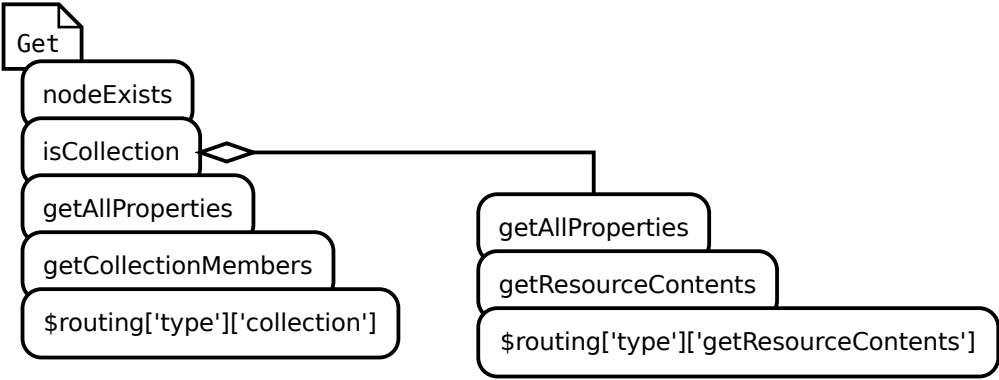 Get
nodeExists
isCollection
getAllProperties
getCollectionMembers
$routing['type']['collection']
getAllProperties
getResourceContents
$routing['type']['getResourceContents']